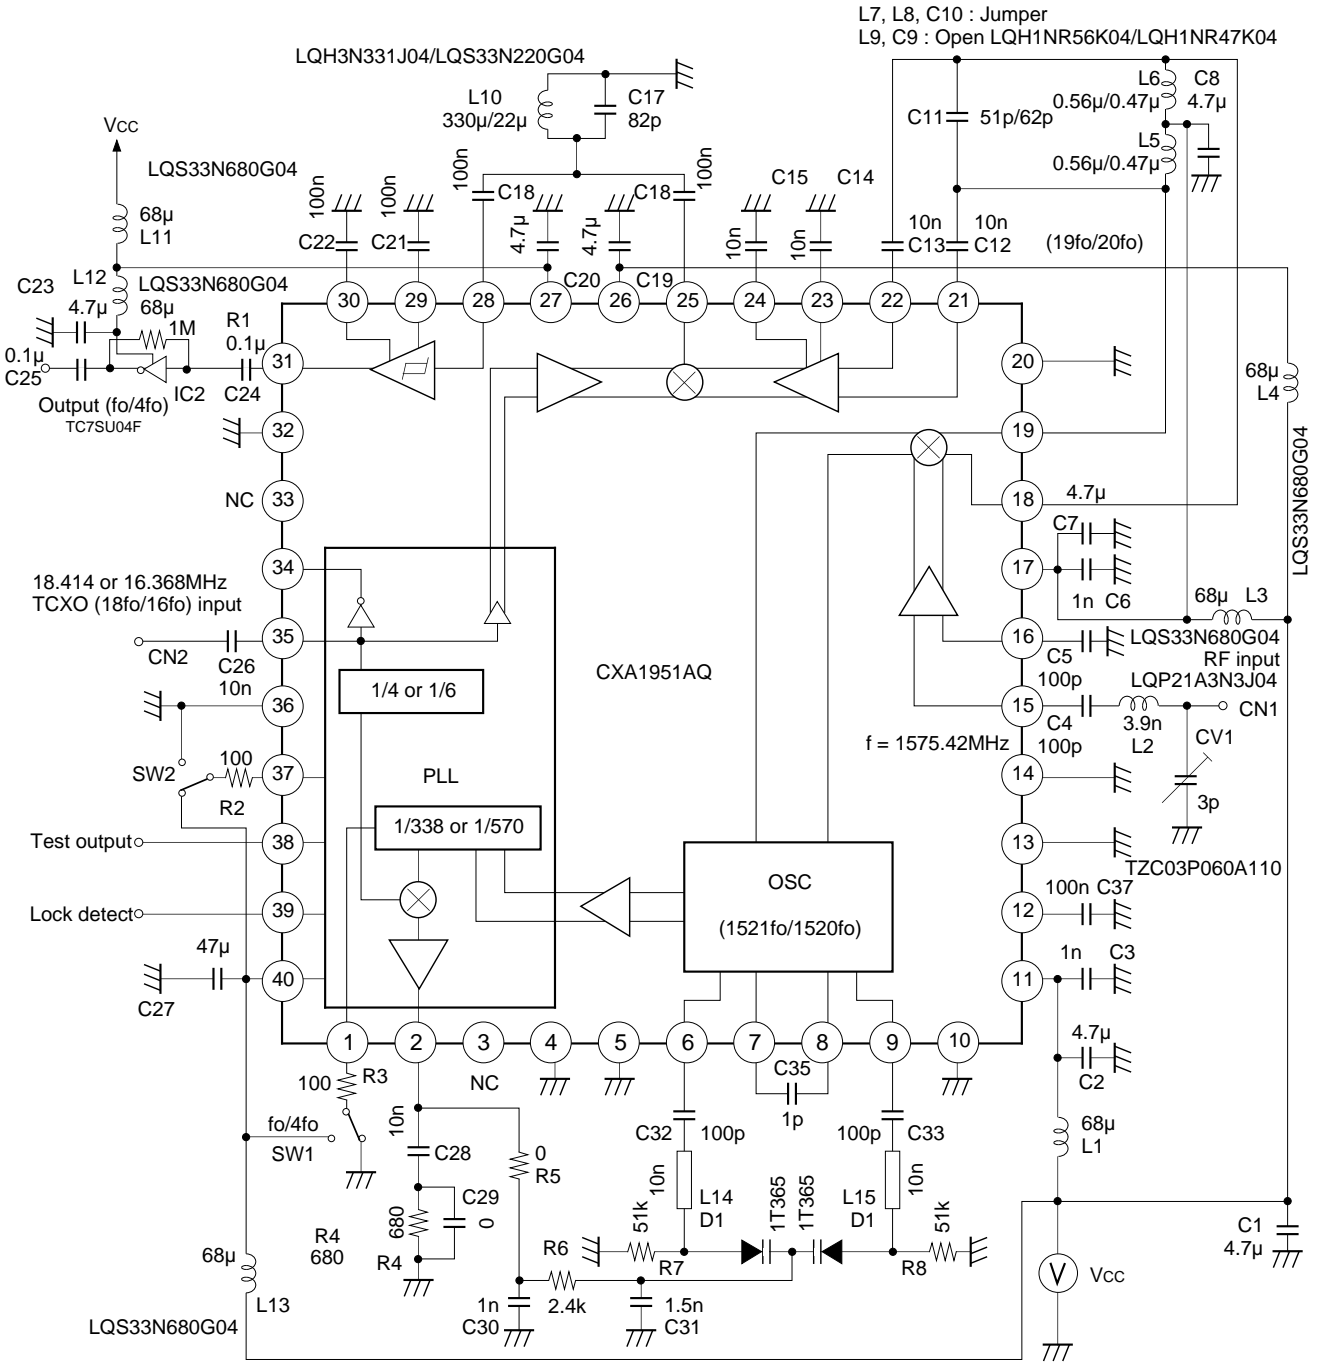 L7, L8, C10 : Jumper
L9, C9 : Open LQH1NR56K04/LQH1NR47K04
LQH3N331J04/LQS33N220G04
L10
330µ/22µ
C17
82p
L6
0.56µ/0.47µ
C8
4.7µ
C11
51p/62p
L5
0.56µ/0.47µ
Vcc
LQS33N680G04
68µ
L11
100n
C22
100n
C21
100n
C18
4.7µ
C20
4.7µ
C19
C18
100n
C15
10n
C14
10n
10n
C13
10n
C12
(19fo/20fo)
C23
4.7µ
L12
LQS33N680G04
68µ
1M
R1
0.1µ
0.1µ
C25
IC2
C24
Output (fo/4fo)
TC7SU04F
30
29
28
27
26
25
24
23
22
21
31
32
NC
33
34
35
36
37
38
39
40
20
19
18
17
16
15
14
13
12
11
1
2
3
4
5
6
7
8
9
10
68µ
L4
LQS33N680G04
4.7µ
C7
1n
C6
68µ
L3
LQS33N680G04
RF input
C5
100p
LQP21A3N3J04
CN1
C4
100p
3.9n
L2
CV1
3p
f = 1575.42MHz
TZC03P060A110
18.414 or 16.368MHz
TCXO (18fo/16fo) input
CN2
C26
10n
1/4 or 1/6
CXA1951AQ
SW2
100
R2
PLL
1/338 or 1/570
Test output
Lock detect
OSC
(1521fo/1520fo)
100n
C37
1n
C3
4.7µ
C2
68µ
L1
47µ
C27
100
R3
NC
C35
1p
fo/4fo
SW1
10n
C28
0
R5
C32
100p
100p
C33
10n
L14
D1
1T365
1T365
L15
D1
10n
C29
0
680
R4
R4
680
R6
51k
R7
R8
51k
1n
C30
2.4k
1.5n
C31
68µ
L13
LQS33N680G04
V
Vcc
C1
4.7µ